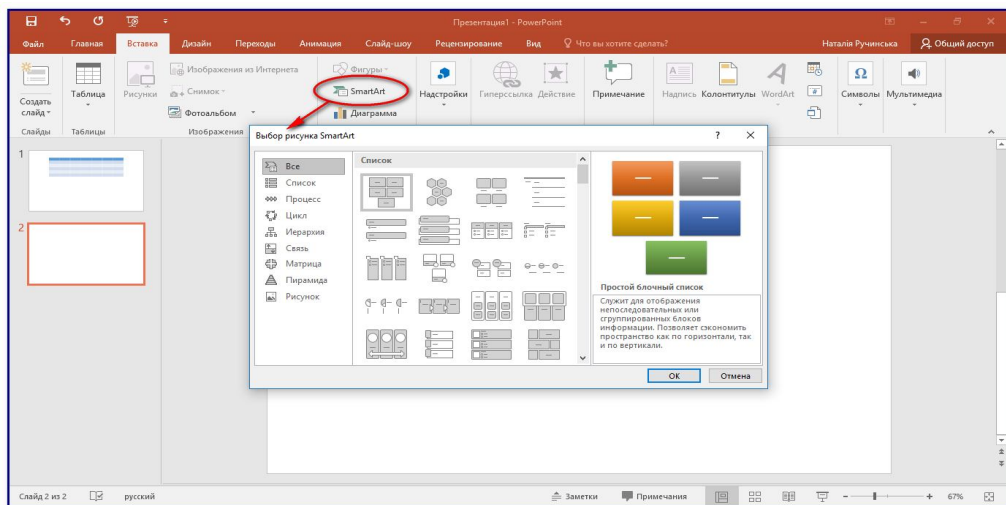 Презентация1 - PowerPoint
Файл Главная Вставка Дизайн Переходы Анимация Слайд-шоу Рецензирование Вид Что вы хотите сделать? Наталія Ручинська Общий доступ
Создать слайд
Таблица
Рисунки
Изображения из Интернета
Снимок
Фотоальбом
Фигуры
SmartArt
Диаграмма
Надстройки
Гиперссылка
Действие
Примечание
Надпись
Колонтитулы
WordArt
Символы
Мультимедиа
Слайды Таблицы Изображения
Выбор рисунка SmartArt
Все
Список
Процесс
Цикл
Иерархия
Связь
Матрица
Пирамида
Рисунок
Список
Простой блочный список
Служит для отображения
непоследовательных или
сгруппированных блоков
информации. Позволяет сэкономить
пространство как по горизонтали, так
и по вертикали.
ОК Отмена
1
2
Слайд 2 из 2 русский Заметки Примечания 67%